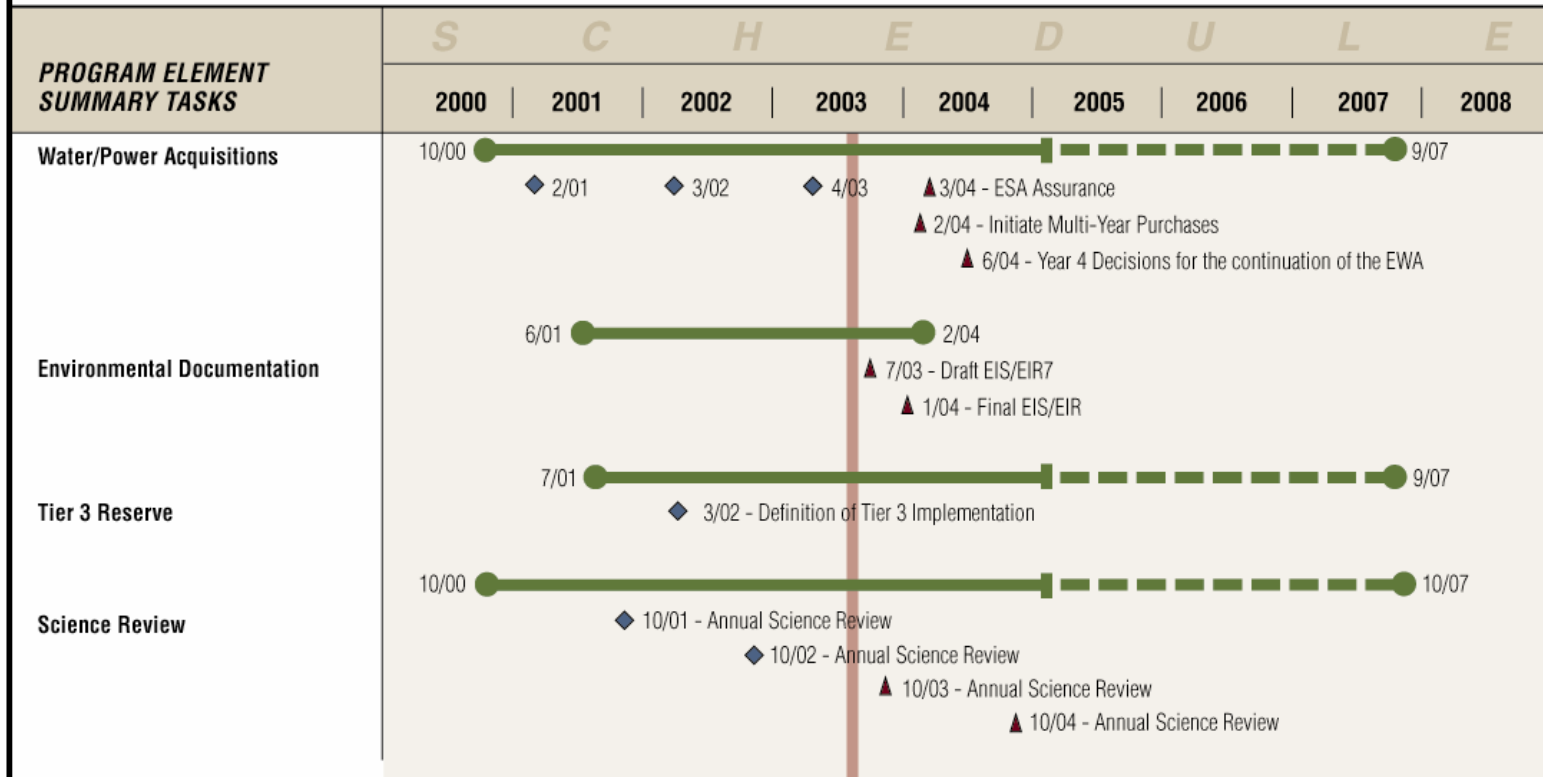 S C H E D U L E
PROGRAM ELEMENT
SUMMARY TASKS
2000 | 2001 | 2002 | 2003 | 2004 | 2005 | 2006 | 2007 | 2008
Water/Power Acquisitions
10/00 9/07
2/01 3/02 4/03 3/04 - ESA Assurance
2/04 - Initiate Multi-Year Purchases
6/04 - Year 4 Decisions for the continuation of the EWA
6/01 2/04
Environmental Documentation
7/03 - Draft EIS/EIR7
1/04 - Final EIS/EIR
7/01 9/07
Tier 3 Reserve
3/02 - Definition of Tier 3 Implementation
10/00 10/07
Science Review
10/01 - Annual Science Review
10/02 - Annual Science Review
10/03 - Annual Science Review
10/04 - Annual Science Review